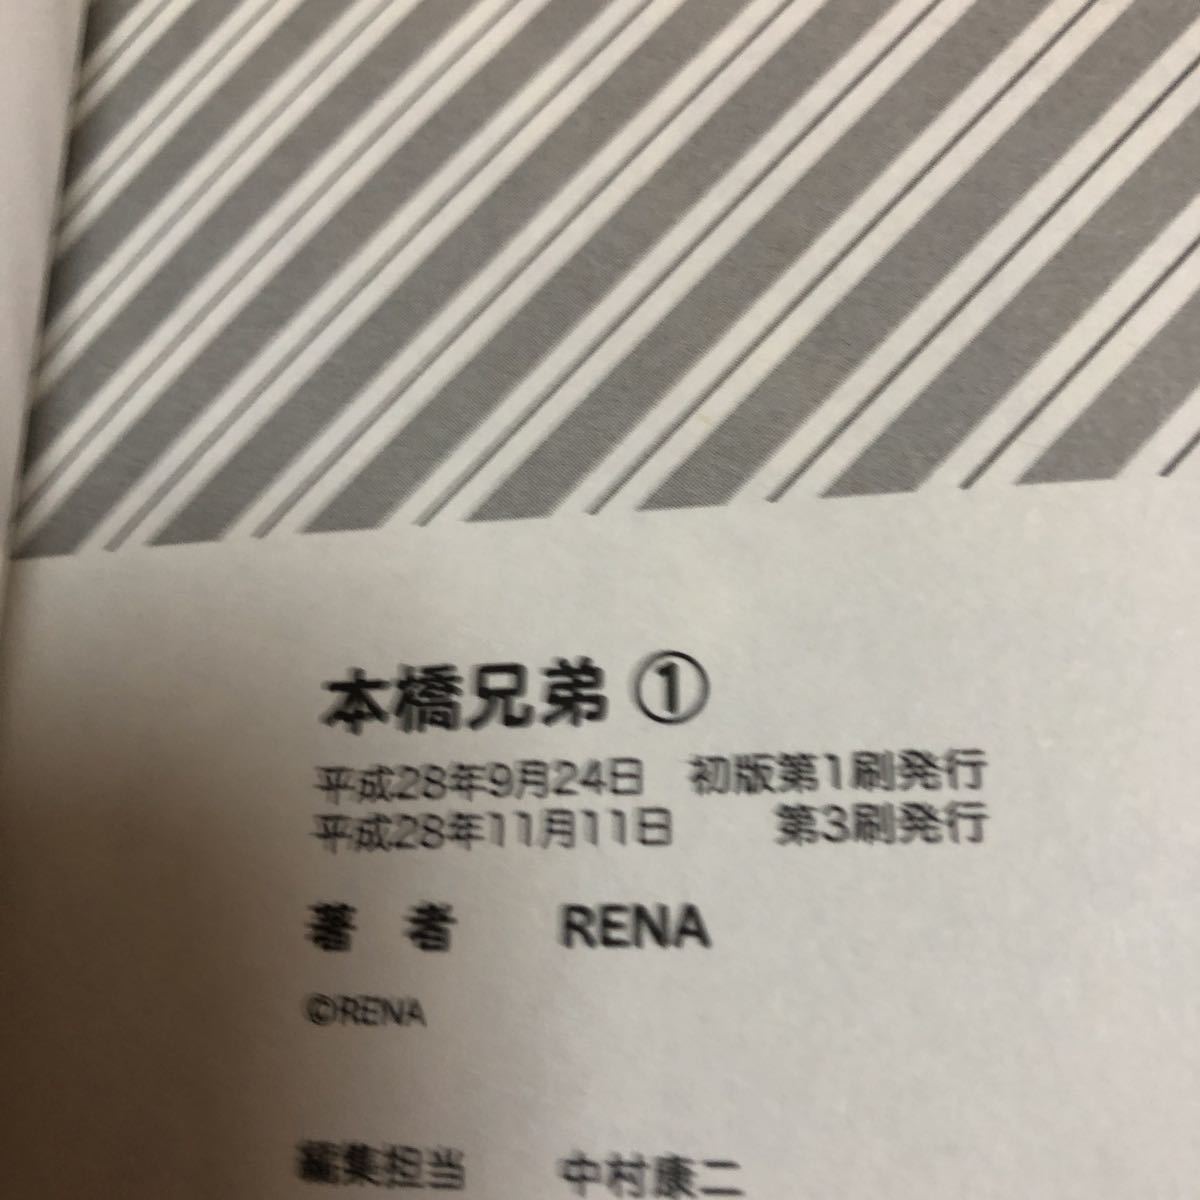 本橋兄弟 ①
平成28年9月24日 初版第1刷発行
平成28年11月11日 第3刷発行
著者 RENA
©RENA
編集担当 中村康二